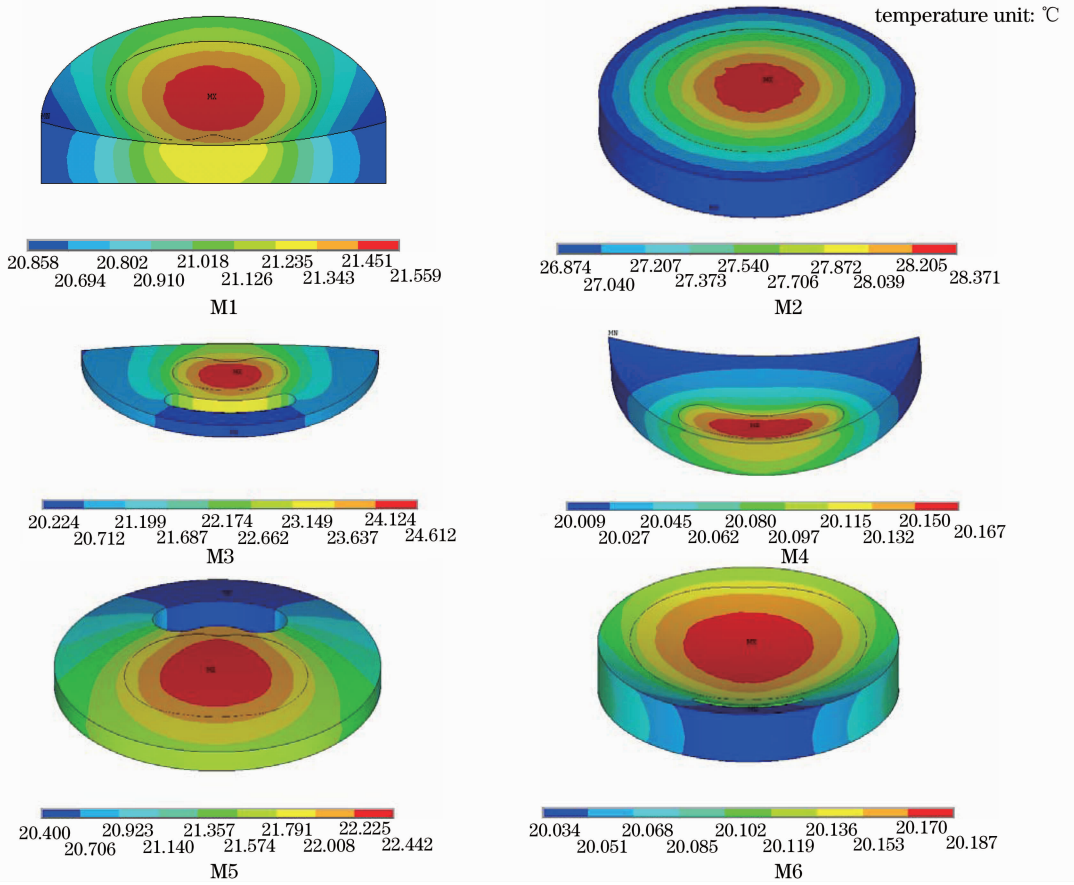 temperature unit: ℃
MX
MN
MX
MN
20.858 20.802 21.018 21.235 21.451
20.694 20.910 21.126 21.343 21.559
M1
26.874 27.207 27.540 27.872 28.205
27.040 27.373 27.706 28.039 28.371
M2
MX
MN
MN
MX
20.224 21.199 22.174 23.149 24.124
20.712 21.687 22.662 23.637 24.612
M3
20.009 20.045 20.080 20.115 20.150
20.027 20.062 20.097 20.132 20.167
M4
MN
MX
MX
MN
20.400 20.923 21.357 21.791 22.225
20.706 21.140 21.574 22.008 22.442
M5
20.034 20.068 20.102 20.136 20.170
20.051 20.085 20.119 20.153 20.187
M6